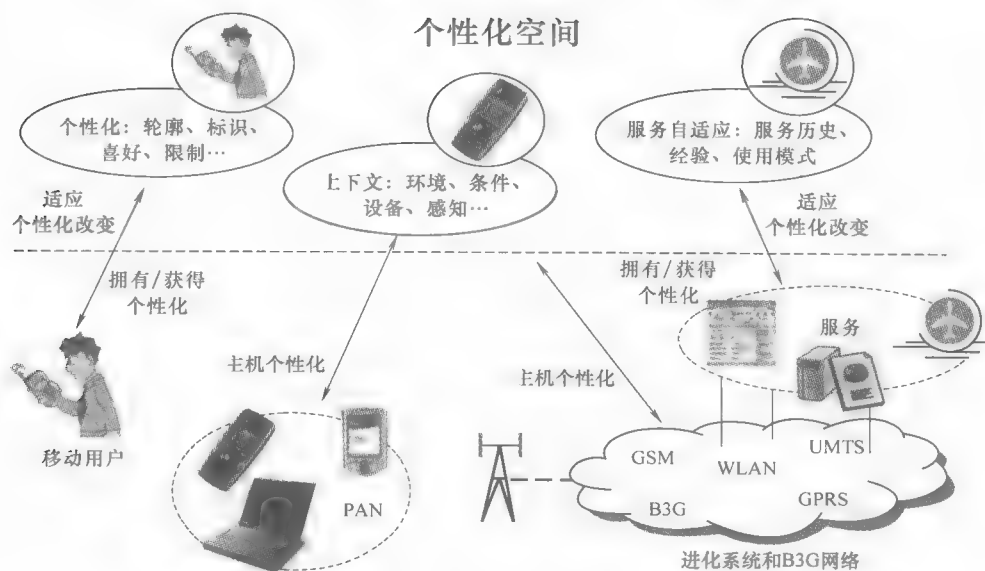 个性化空间
个性化：轮廓、标识、
喜好、限制…
上下文：环境、条件、
设备、感知…
服务自适应：服务历史、
经验、使用模式
适应
个性化改变
适应
个性化改变
拥有/获得
个性化
拥有/获得
个性化
服务
主机个性化
主机个性化
移动用户
PAN
GSM
WLAN
UMTS
B3G
GPRS
进化系统和B3G网络